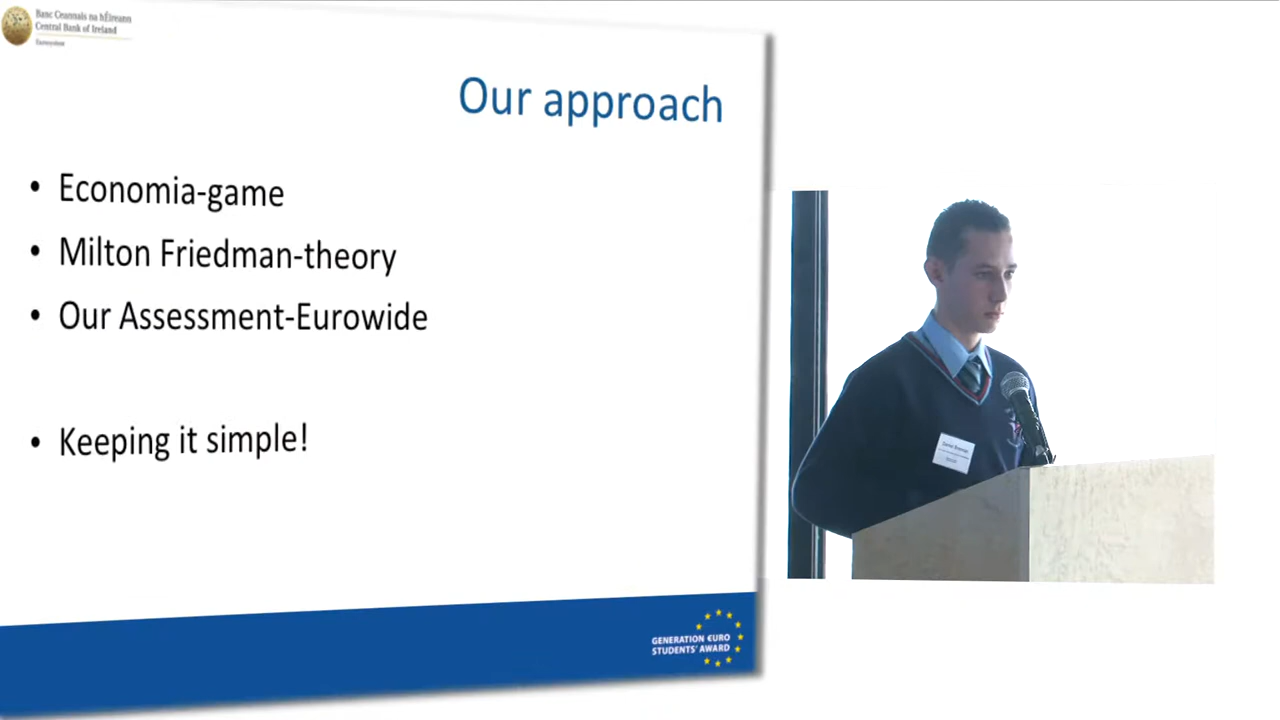 Banc Ceannais na hÉireann
Central Bank of Ireland
Eurosystem
Our approach
• Economia-game
• Milton Friedman-theory
• Our Assessment-Eurowide
• Keeping it simple!
GENERATION €URO
STUDENTS' AWARD